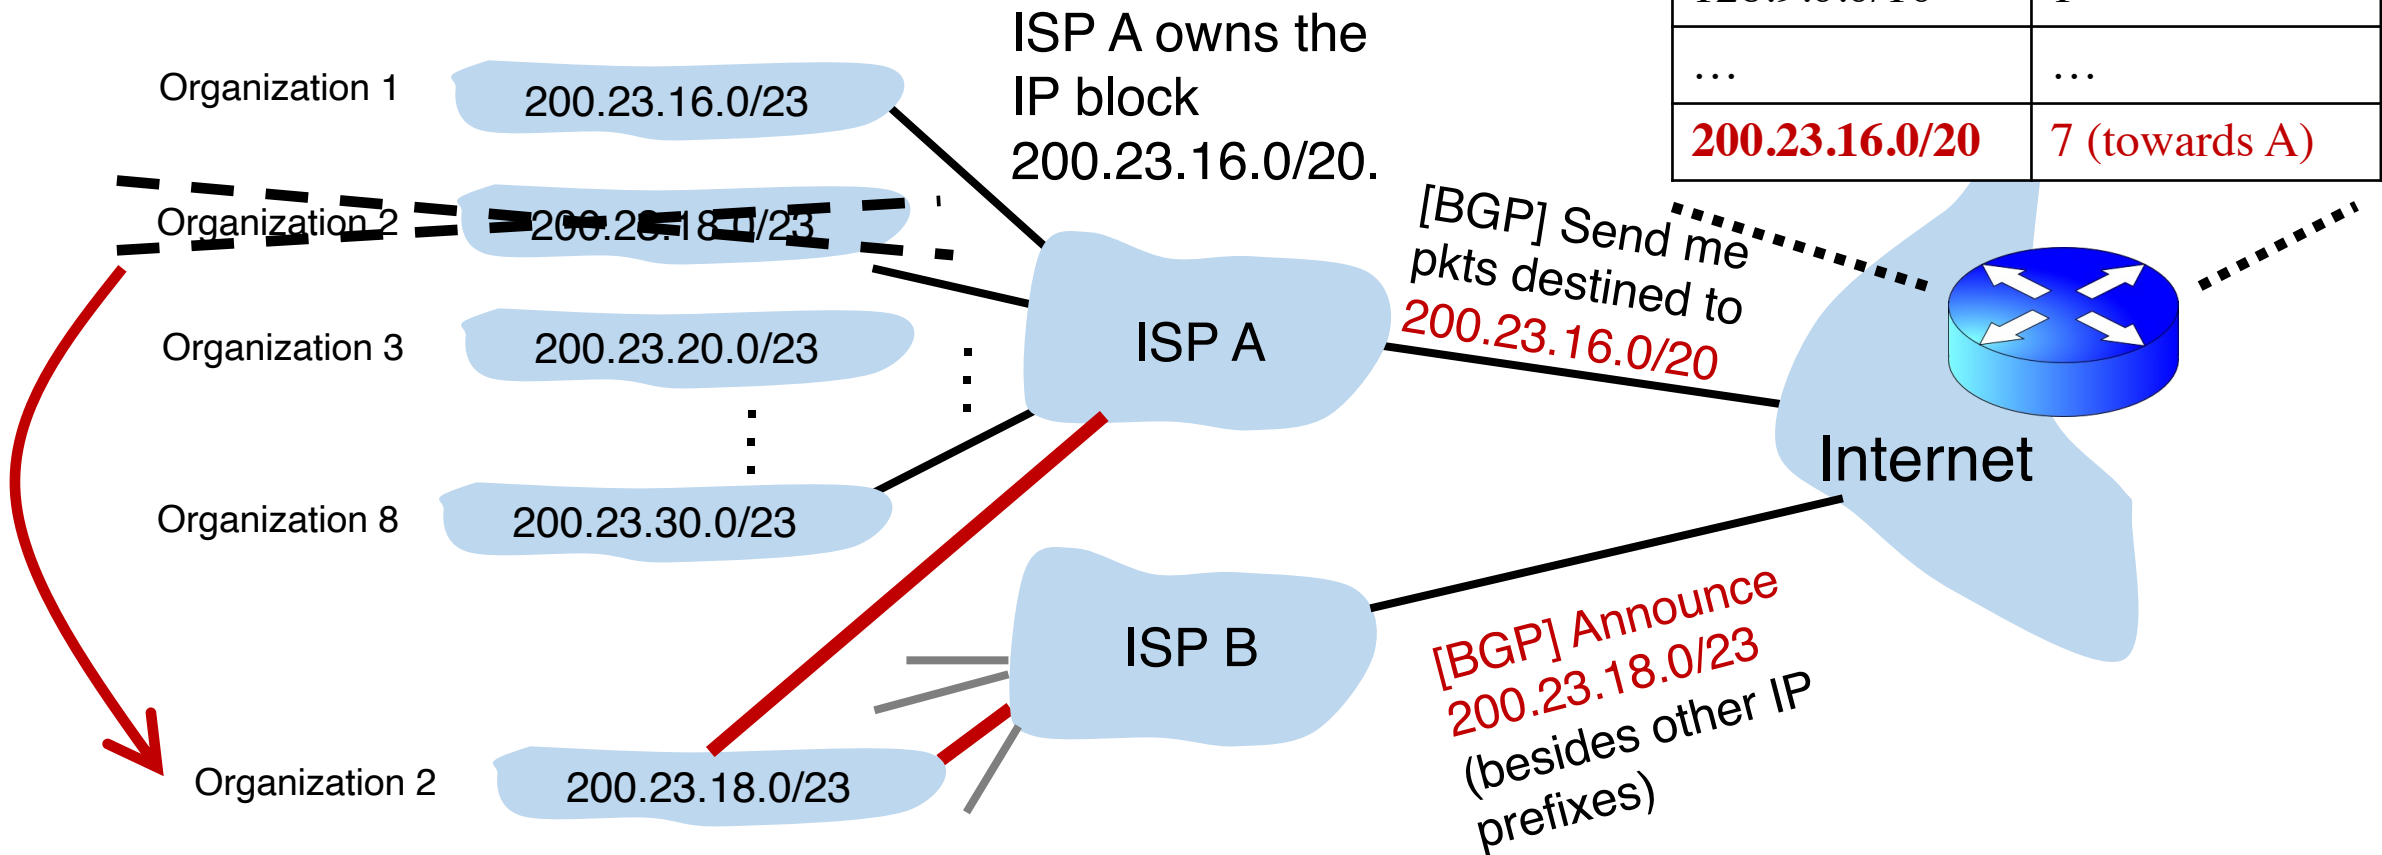 ISP A owns the
IP block
200.23.16.0/20.
… …
200.23.16.0/20 7 (towards A)
Organization 1 200.23.16.0/23
Organization 2 200.23.18.0/23
Organization 3 200.23.20.0/23
Organization 8 200.23.30.0/23
ISP A
[BGP] Send me
pkts destined to
200.23.16.0/20
Internet
ISP B
[BGP] Announce
200.23.18.0/23
(besides other IP
prefixes)
Organization 2 200.23.18.0/23